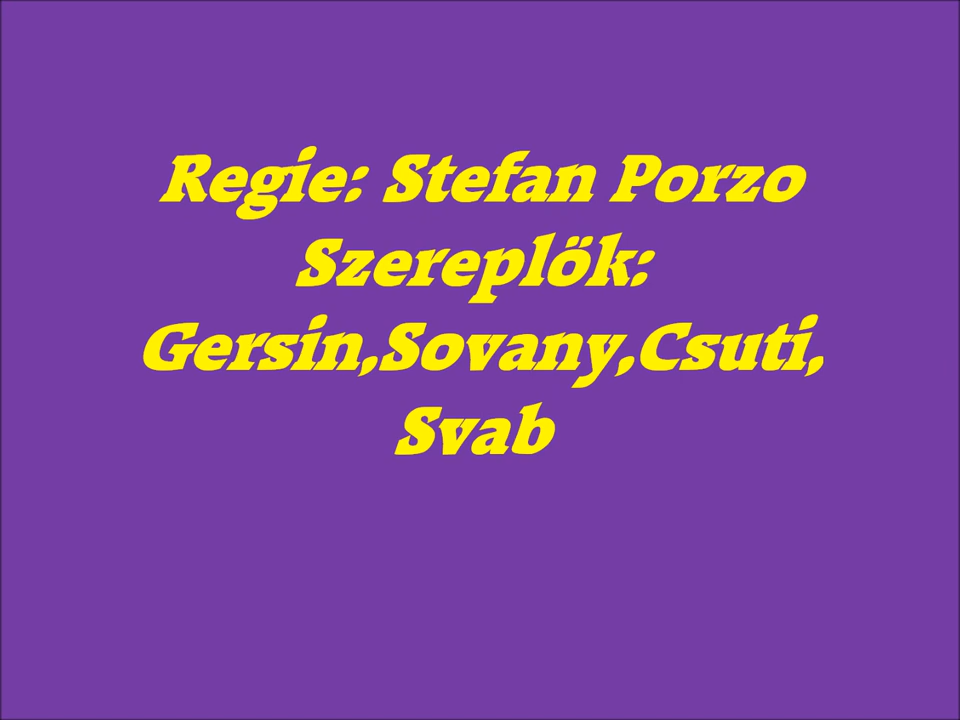 Regie: Stefan Porzo
Szereplök:
Gersin,Sovany,Csuti,
Svab